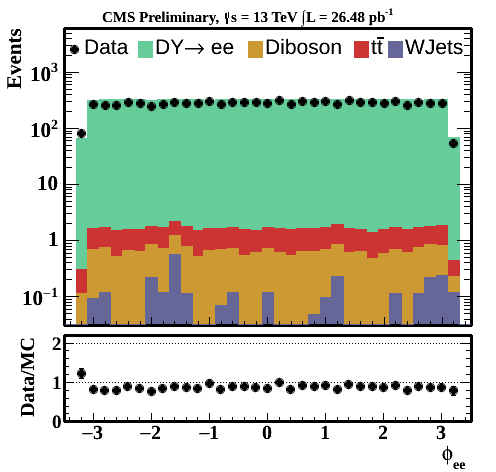 CMS Preliminary, √s = 13 TeV ∫L = 26.48 pb⁻¹
Events
Data DY→ ee Diboson tt̄ WJets
10³
10²
10
1
10⁻¹
Data/MC
2
1
0
−3 −2 −1 0 1 2 3
ϕee